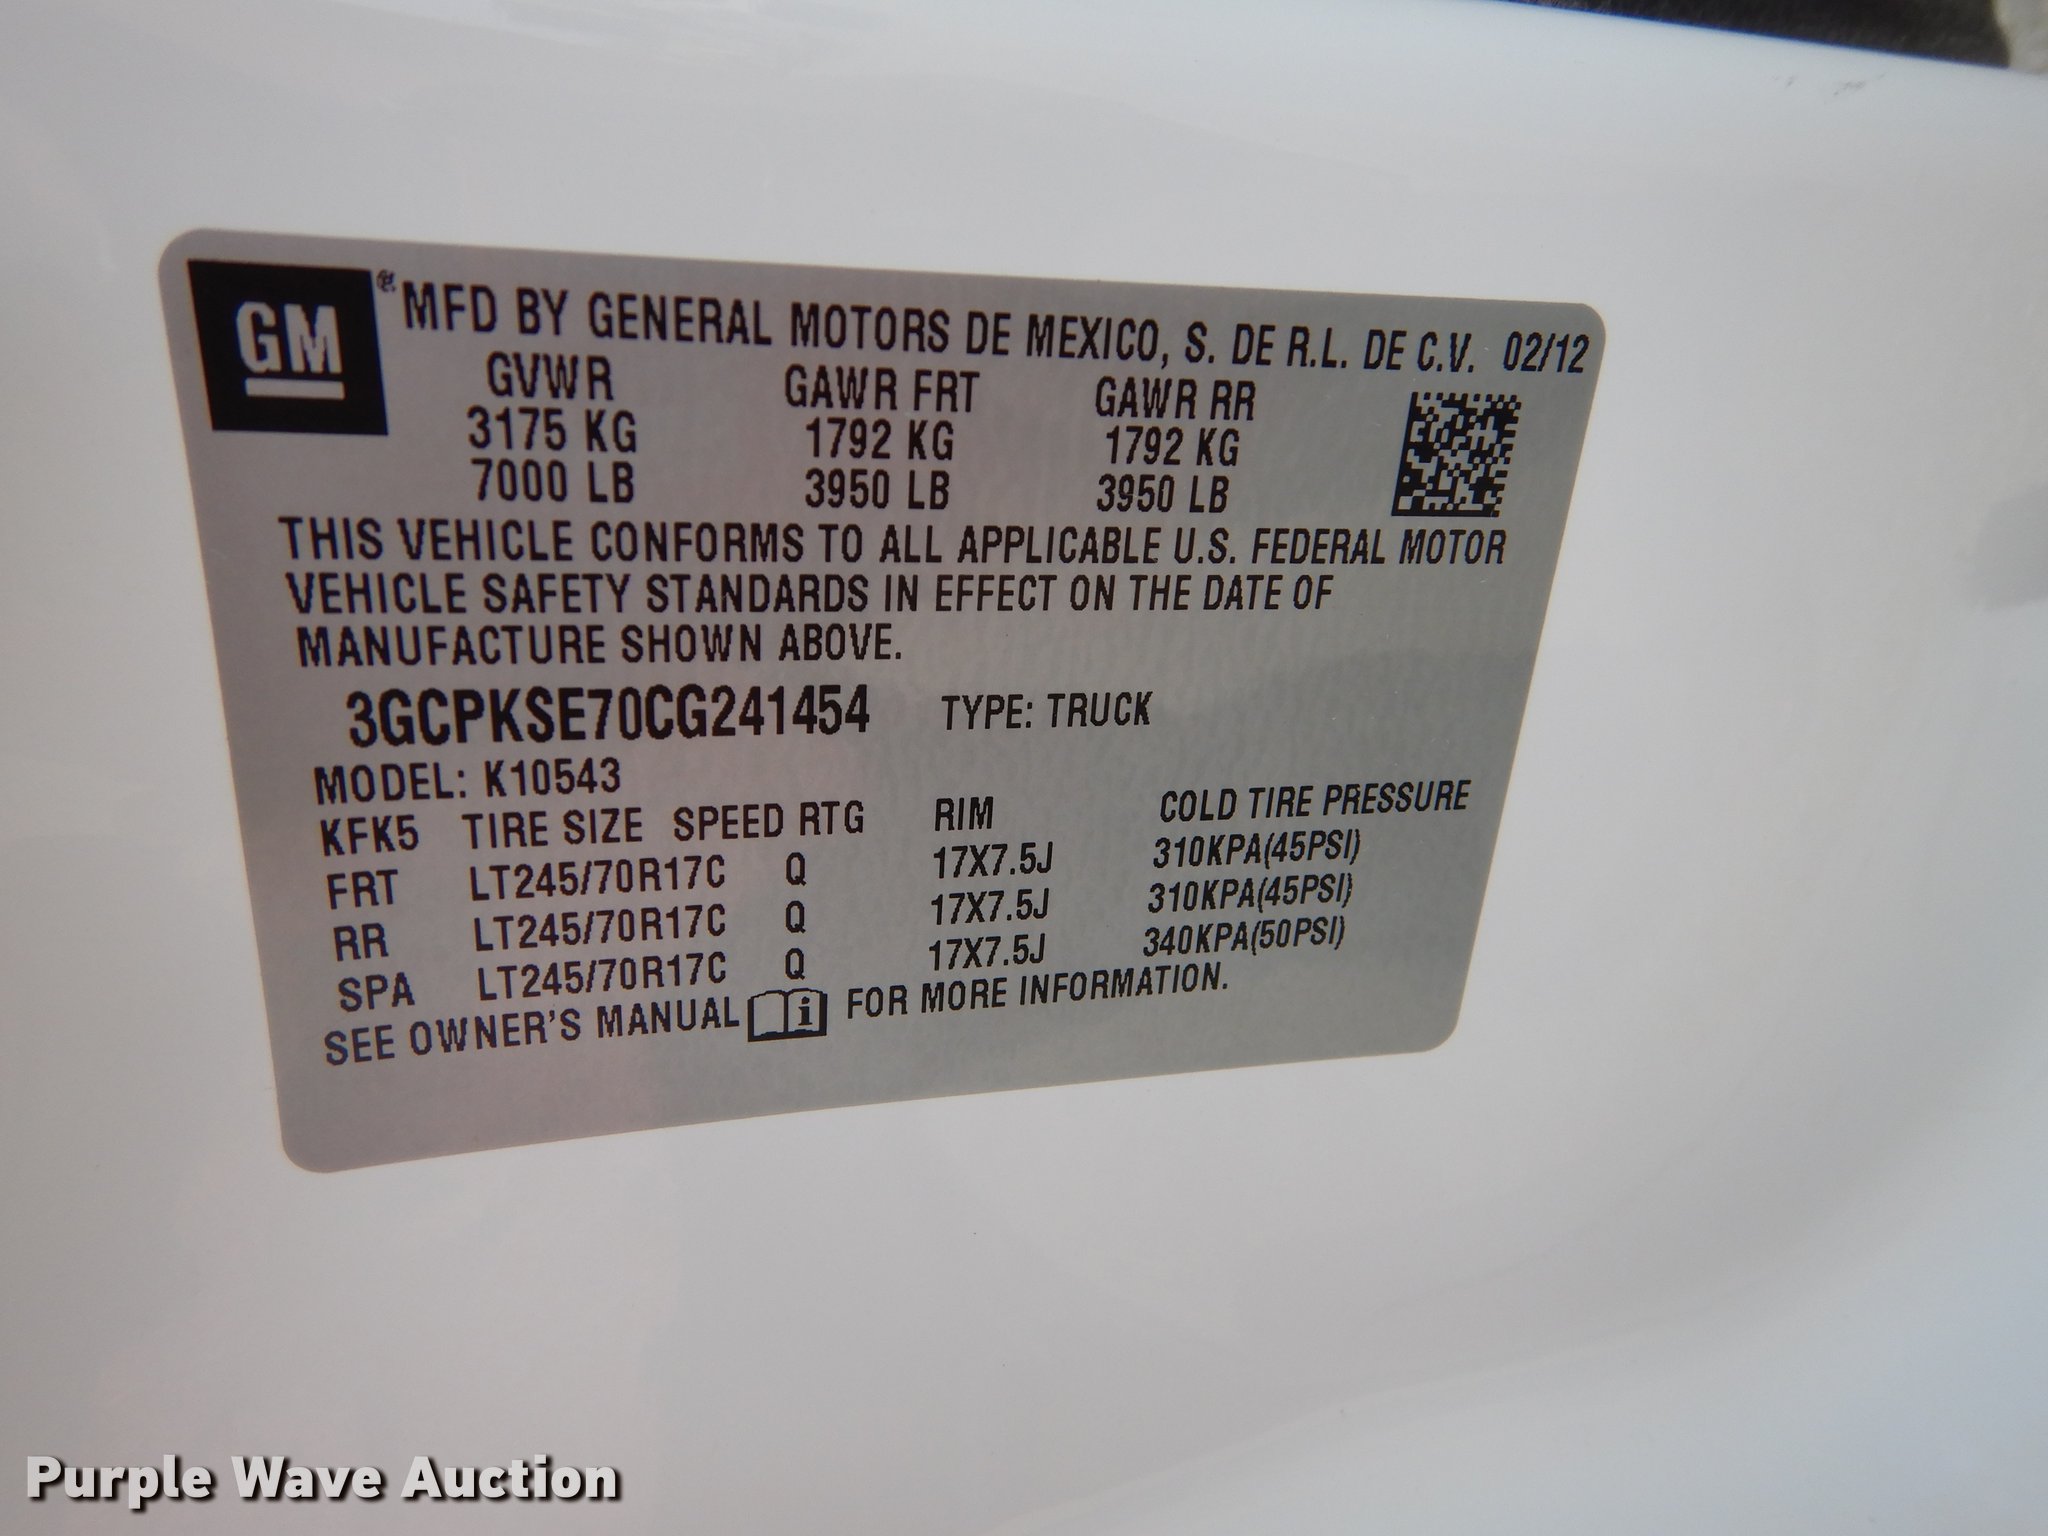 GM
® MFD BY GENERAL MOTORS DE MEXICO, S. DE R.L. DE C.V. 02/12
GVWR GAWR FRT GAWR RR
3175 KG 1792 KG 1792 KG
7000 LB 3950 LB 3950 LB
THIS VEHICLE CONFORMS TO ALL APPLICABLE U.S. FEDERAL MOTOR
VEHICLE SAFETY STANDARDS IN EFFECT ON THE DATE OF
MANUFACTURE SHOWN ABOVE.
3GCPKSE70CG241454 TYPE: TRUCK
MODEL: K10543
KFK5 TIRE SIZE SPEED RTG RIM COLD TIRE PRESSURE
FRT LT245/70R17C Q 17X7.5J 310KPA(45PSI)
RR LT245/70R17C Q 17X7.5J 310KPA(45PSI)
SPA LT245/70R17C Q 17X7.5J 340KPA(50PSI)
SEE OWNER'S MANUAL i FOR MORE INFORMATION.
Purple Wave Auction